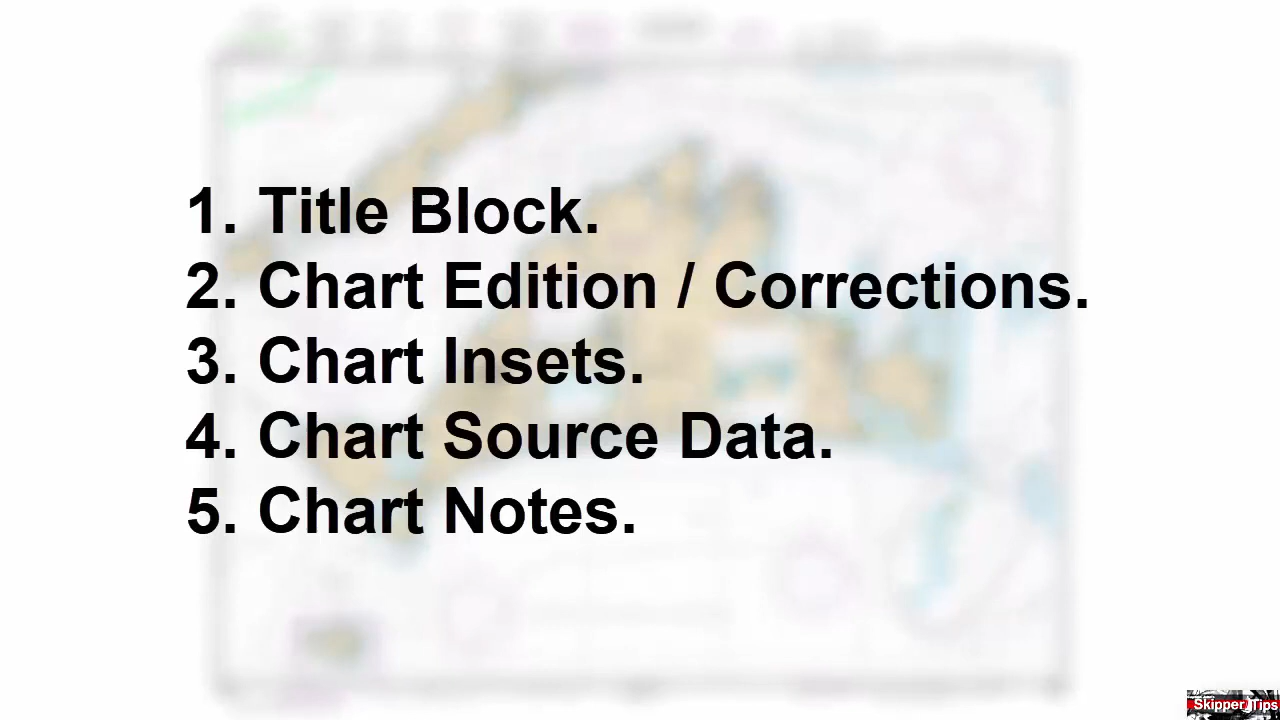 1. Title Block.
2. Chart Edition / Corrections.
3. Chart Insets.
4. Chart Source Data.
5. Chart Notes.
Skipper Tips